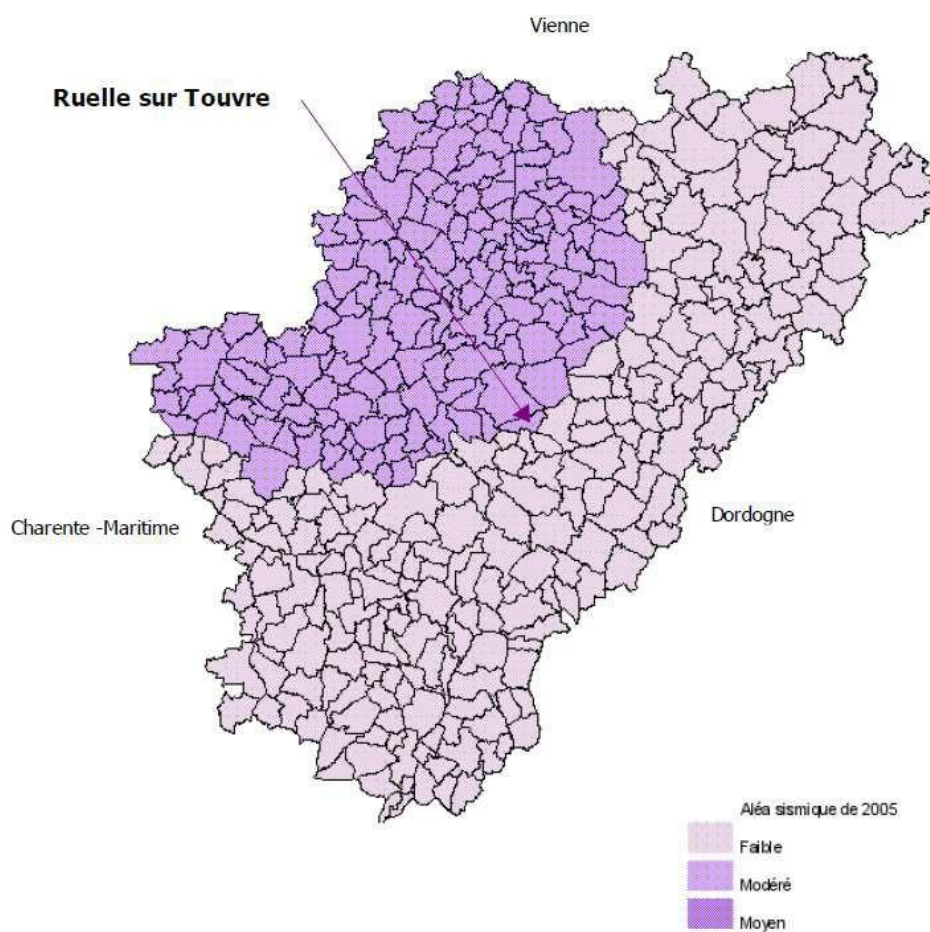 Vienne
Ruelle sur Touvre
Charente -Maritime
Dordogne
Aléa sismique de 2005
Faible
Modéré
Moyen